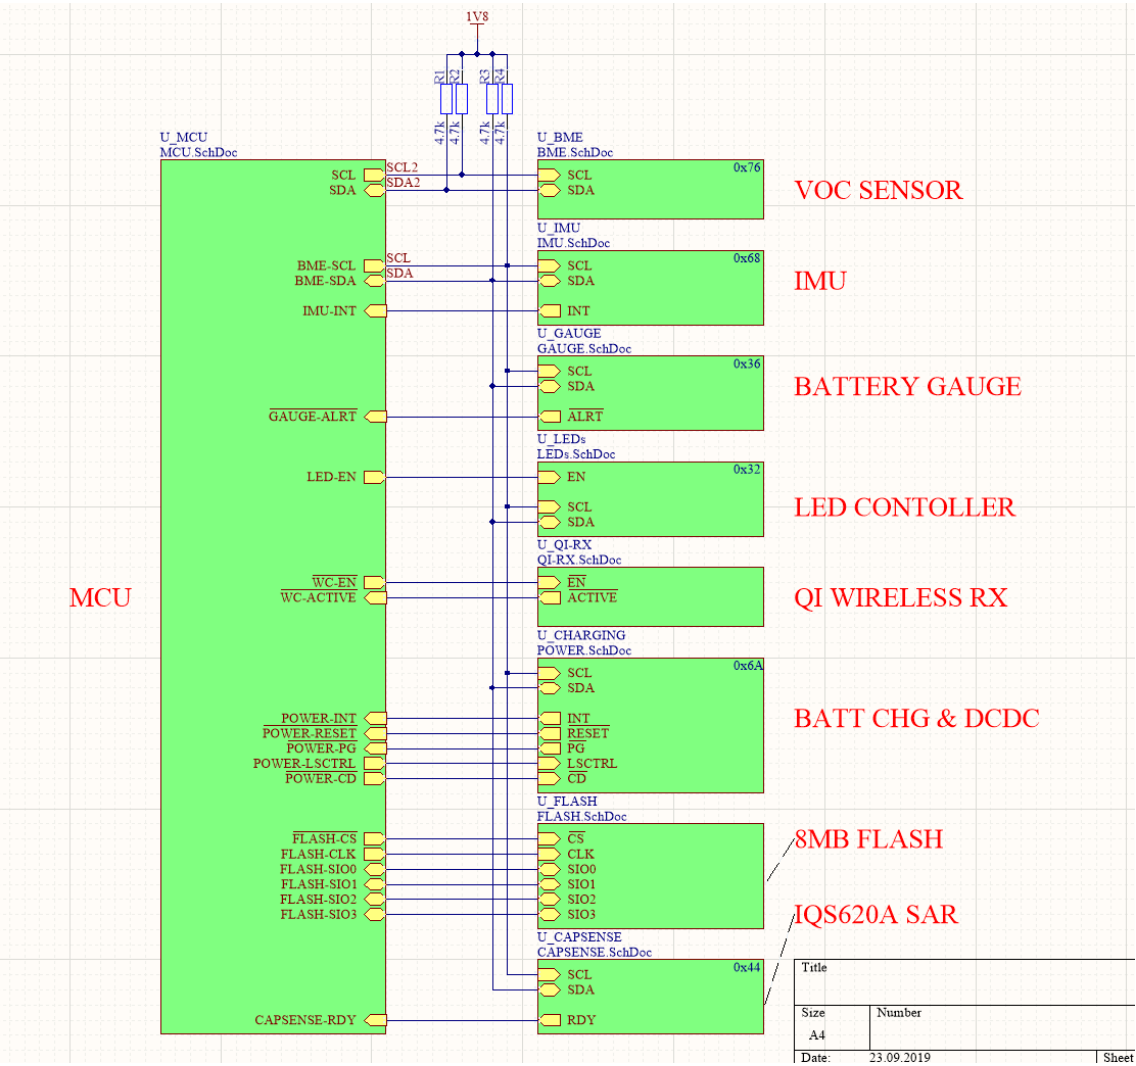 1V8
R1 R2 R3 R4
4.7k 4.7k 4.7k 4.7k
U_MCU
MCU.SchDoc
U_BME
BME.SchDoc
SCL SCL2 SCL 0x76
SDA SDA2 SDA
VOC SENSOR
U_IMU
IMU.SchDoc
BME-SCL SCL SCL 0x68
BME-SDA SDA SDA
IMU
IMU-INT INT
U_GAUGE
GAUGE.SchDoc
SCL 0x36
SDA
BATTERY GAUGE
GAUGE-ALRT ALRT
U_LEDs
LEDs.SchDoc
LED-EN EN 0x32
SCL
SDA
LED CONTOLLER
U_QI-RX
QI-RX.SchDoc
WC-EN EN
WC-ACTIVE ACTIVE
MCU
QI WIRELESS RX
U_CHARGING
POWER.SchDoc
SCL 0x6A
SDA
POWER-INT INT
BATT CHG & DCDC
POWER-RESET RESET
POWER-PG PG
POWER-LSCTRL LSCTRL
POWER-CD CD
U_FLASH
FLASH.SchDoc
FLASH-CS CS
8MB FLASH
FLASH-CLK CLK
FLASH-SIO0 SIO0
FLASH-SIO1 SIO1
FLASH-SIO2 SIO2
FLASH-SIO3 SIO3
IQS620A SAR
U_CAPSENSE
CAPSENSE.SchDoc
SCL 0x44
SDA
CAPSENSE-RDY RDY
Title
Size Number
A4
Date: 23.09.2019 Sheet